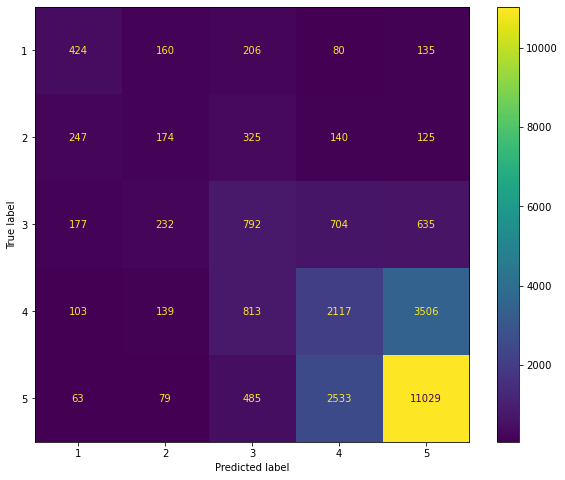 1 424 160 206 80 135
2 247 174 325 140 125
3 177 232 792 704 635
4 103 139 813 2117 3506
5 63 79 485 2533 11029
1 2 3 4 5
Predicted label
True label
10000
8000
6000
4000
2000